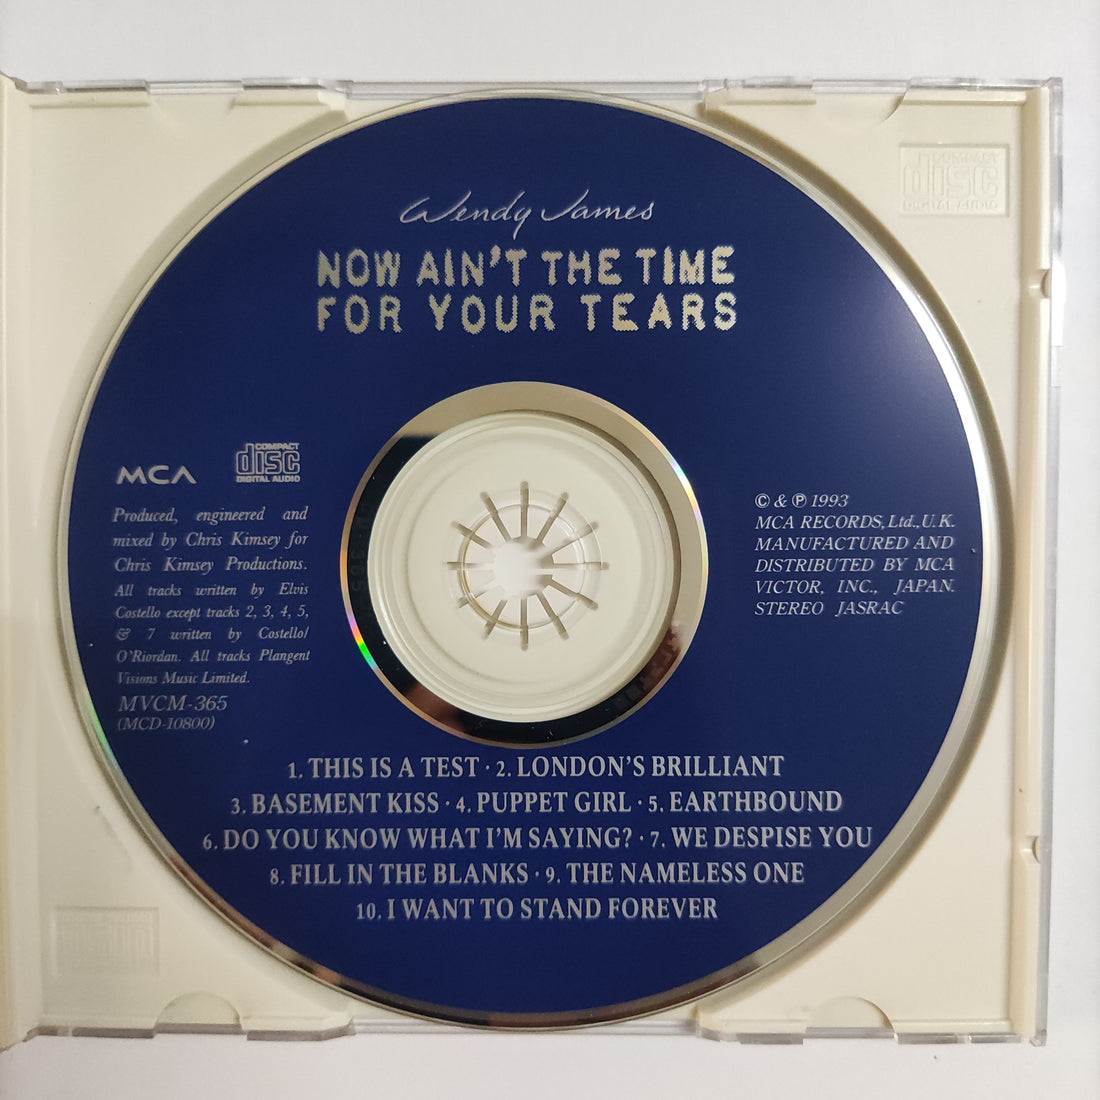 Wendy James
NOW AIN'T THE TIME
FOR YOUR TEARS
MCA
COMPACT
disc
DIGITAL AUDIO
Produced, engineered and
mixed by Chris Kimsey for
Chris Kimsey Productions.
All tracks written by Elvis
Costello except tracks 2, 3, 4, 5,
& 7 written by Costello/
O'Riordan. All tracks Plangent
Visions Music Limited.
MVCM-365
(MCD-10800)
© & ℗ 1993
MCA RECORDS, Ltd., U.K.
MANUFACTURED AND
DISTRIBUTED BY MCA
VICTOR, INC., JAPAN.
STEREO JASRAC
1. THIS IS A TEST · 2. LONDON'S BRILLIANT
3. BASEMENT KISS · 4. PUPPET GIRL · 5. EARTHBOUND
6. DO YOU KNOW WHAT I'M SAYING? · 7. WE DESPISE YOU
8. FILL IN THE BLANKS · 9. THE NAMELESS ONE
10. I WANT TO STAND FOREVER
COMPACT
disc
DIGITAL AUDIO